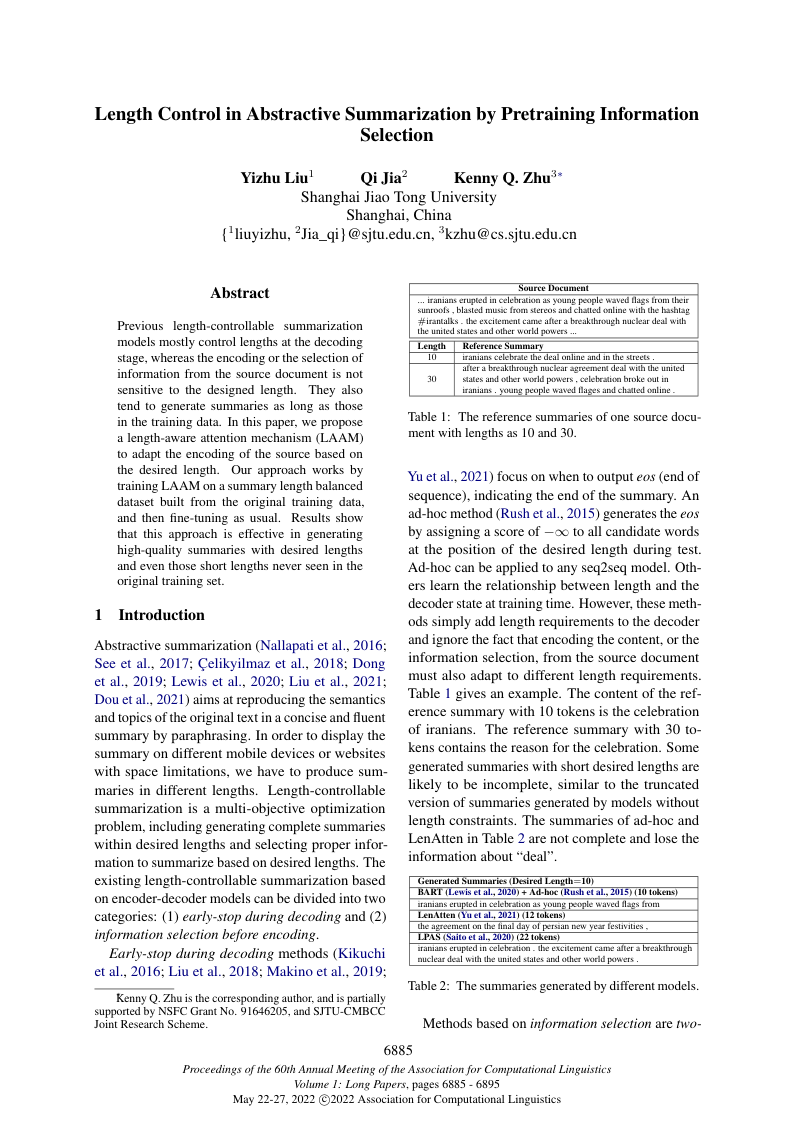 Length Control in Abstractive Summarization by Pretraining Information
Selection
Yizhu Liu1 Qi Jia2 Kenny Q. Zhu3*
Shanghai Jiao Tong University
Shanghai, China
{1liuyizhu, 2Jia_qi}@sjtu.edu.cn, 3kzhu@cs.sjtu.edu.cn
Abstract
Previous length-controllable summarization
models mostly control lengths at the decoding
stage, whereas the encoding or the selection of
information from the source document is not
sensitive to the designed length. They also
tend to generate summaries as long as those
in the training data. In this paper, we propose
a length-aware attention mechanism (LAAM)
to adapt the encoding of the source based on
the desired length. Our approach works by
training LAAM on a summary length balanced
dataset built from the original training data,
and then fine-tuning as usual. Results show
that this approach is effective in generating
high-quality summaries with desired lengths
and even those short lengths never seen in the
original training set.
1 Introduction
Abstractive summarization (Nallapati et al., 2016;
See et al., 2017; Çelikyilmaz et al., 2018; Dong
et al., 2019; Lewis et al., 2020; Liu et al., 2021;
Dou et al., 2021) aims at reproducing the semantics
and topics of the original text in a concise and fluent
summary by paraphrasing. In order to display the
summary on different mobile devices or websites
with space limitations, we have to produce sum-
maries in different lengths. Length-controllable
summarization is a multi-objective optimization
problem, including generating complete summaries
within desired lengths and selecting proper infor-
mation to summarize based on desired lengths. The
existing length-controllable summarization based
on encoder-decoder models can be divided into two
categories: (1) early-stop during decoding and (2)
information selection before encoding.
Early-stop during decoding methods (Kikuchi
et al., 2016; Liu et al., 2018; Makino et al., 2019;
Kenny Q. Zhu is the corresponding author, and is partially
supported by NSFC Grant No. 91646205, and SJTU-CMBCC
Joint Research Scheme.
Source Document
... iranians erupted in celebration as young people waved flags from their
sunroofs , blasted music from stereos and chatted online with the hashtag
#irantalks . the excitement came after a breakthrough nuclear deal with
the united states and other world powers ...
Length Reference Summary
10 iranians celebrate the deal online and in the streets .
after a breakthrough nuclear agreement deal with the united
30 states and other world powers , celebration broke out in
iranians . young people waved flages and chatted online .
Table 1: The reference summaries of one source docu-
ment with lengths as 10 and 30.
Yu et al., 2021) focus on when to output eos (end of
sequence), indicating the end of the summary. An
ad-hoc method (Rush et al., 2015) generates the eos
by assigning a score of −∞ to all candidate words
at the position of the desired length during test.
Ad-hoc can be applied to any seq2seq model. Oth-
ers learn the relationship between length and the
decoder state at training time. However, these meth-
ods simply add length requirements to the decoder
and ignore the fact that encoding the content, or the
information selection, from the source document
must also adapt to different length requirements.
Table 1 gives an example. The content of the ref-
erence summary with 10 tokens is the celebration
of iranians. The reference summary with 30 to-
kens contains the reason for the celebration. Some
generated summaries with short desired lengths are
likely to be incomplete, similar to the truncated
version of summaries generated by models without
length constraints. The summaries of ad-hoc and
LenAtten in Table 2 are not complete and lose the
information about “deal”.
Generated Summaries (Desired Length=10)
BART (Lewis et al., 2020) + Ad-hoc (Rush et al., 2015) (10 tokens)
iranians erupted in celebration as young people waved flags from
LenAtten (Yu et al., 2021) (12 tokens)
the agreement on the final day of persian new year festivities ,
LPAS (Saito et al., 2020) (22 tokens)
iranians erupted in celebration . the excitement came after a breakthrough
nuclear deal with the united states and other world powers .
Table 2: The summaries generated by different models.
Methods based on information selection are two-
6885
Proceedings of the 60th Annual Meeting of the Association for Computational Linguistics
Volume 1: Long Papers, pages 6885 - 6895
May 22-27, 2022 ©2022 Association for Computational Linguistics